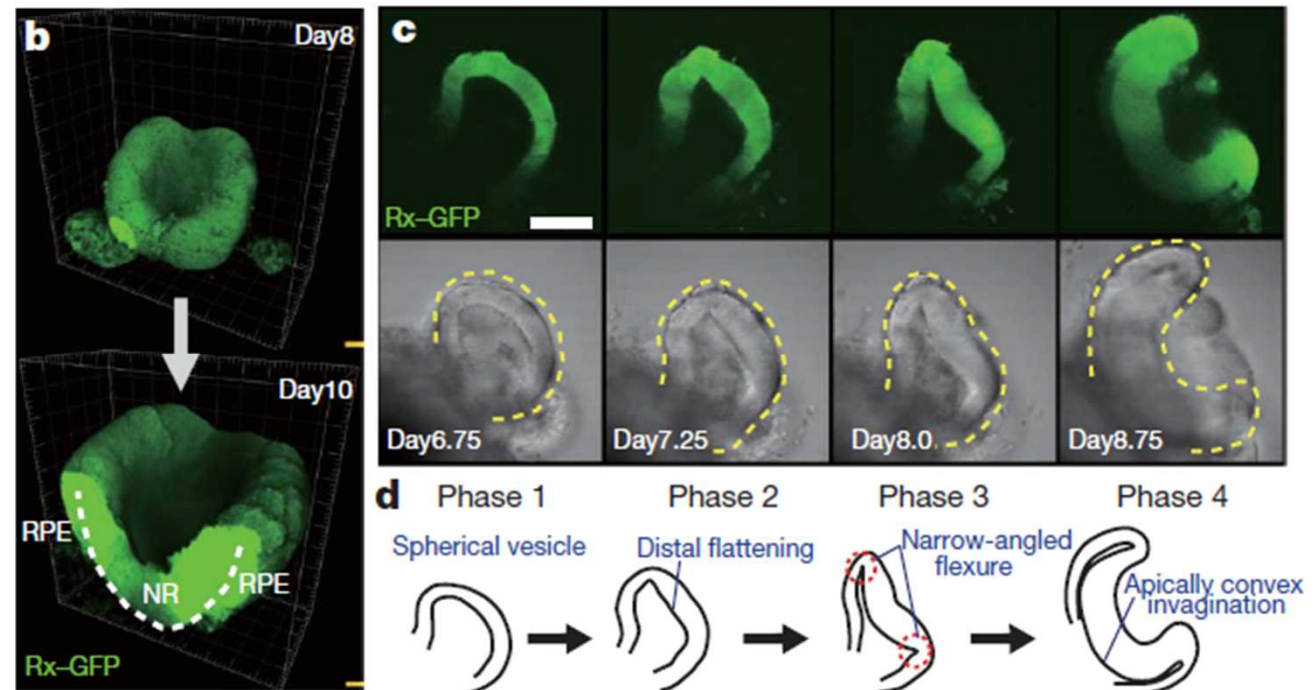 b
Day8
Day10
RPE
NR
RPE
Rx–GFP
c
Rx–GFP
Day6.75
Day7.25
Day8.0
Day8.75
d
Phase 1
Phase 2
Phase 3
Phase 4
Spherical vesicle
Distal flattening
Narrow-angled
flexure
Apically convex
invagination